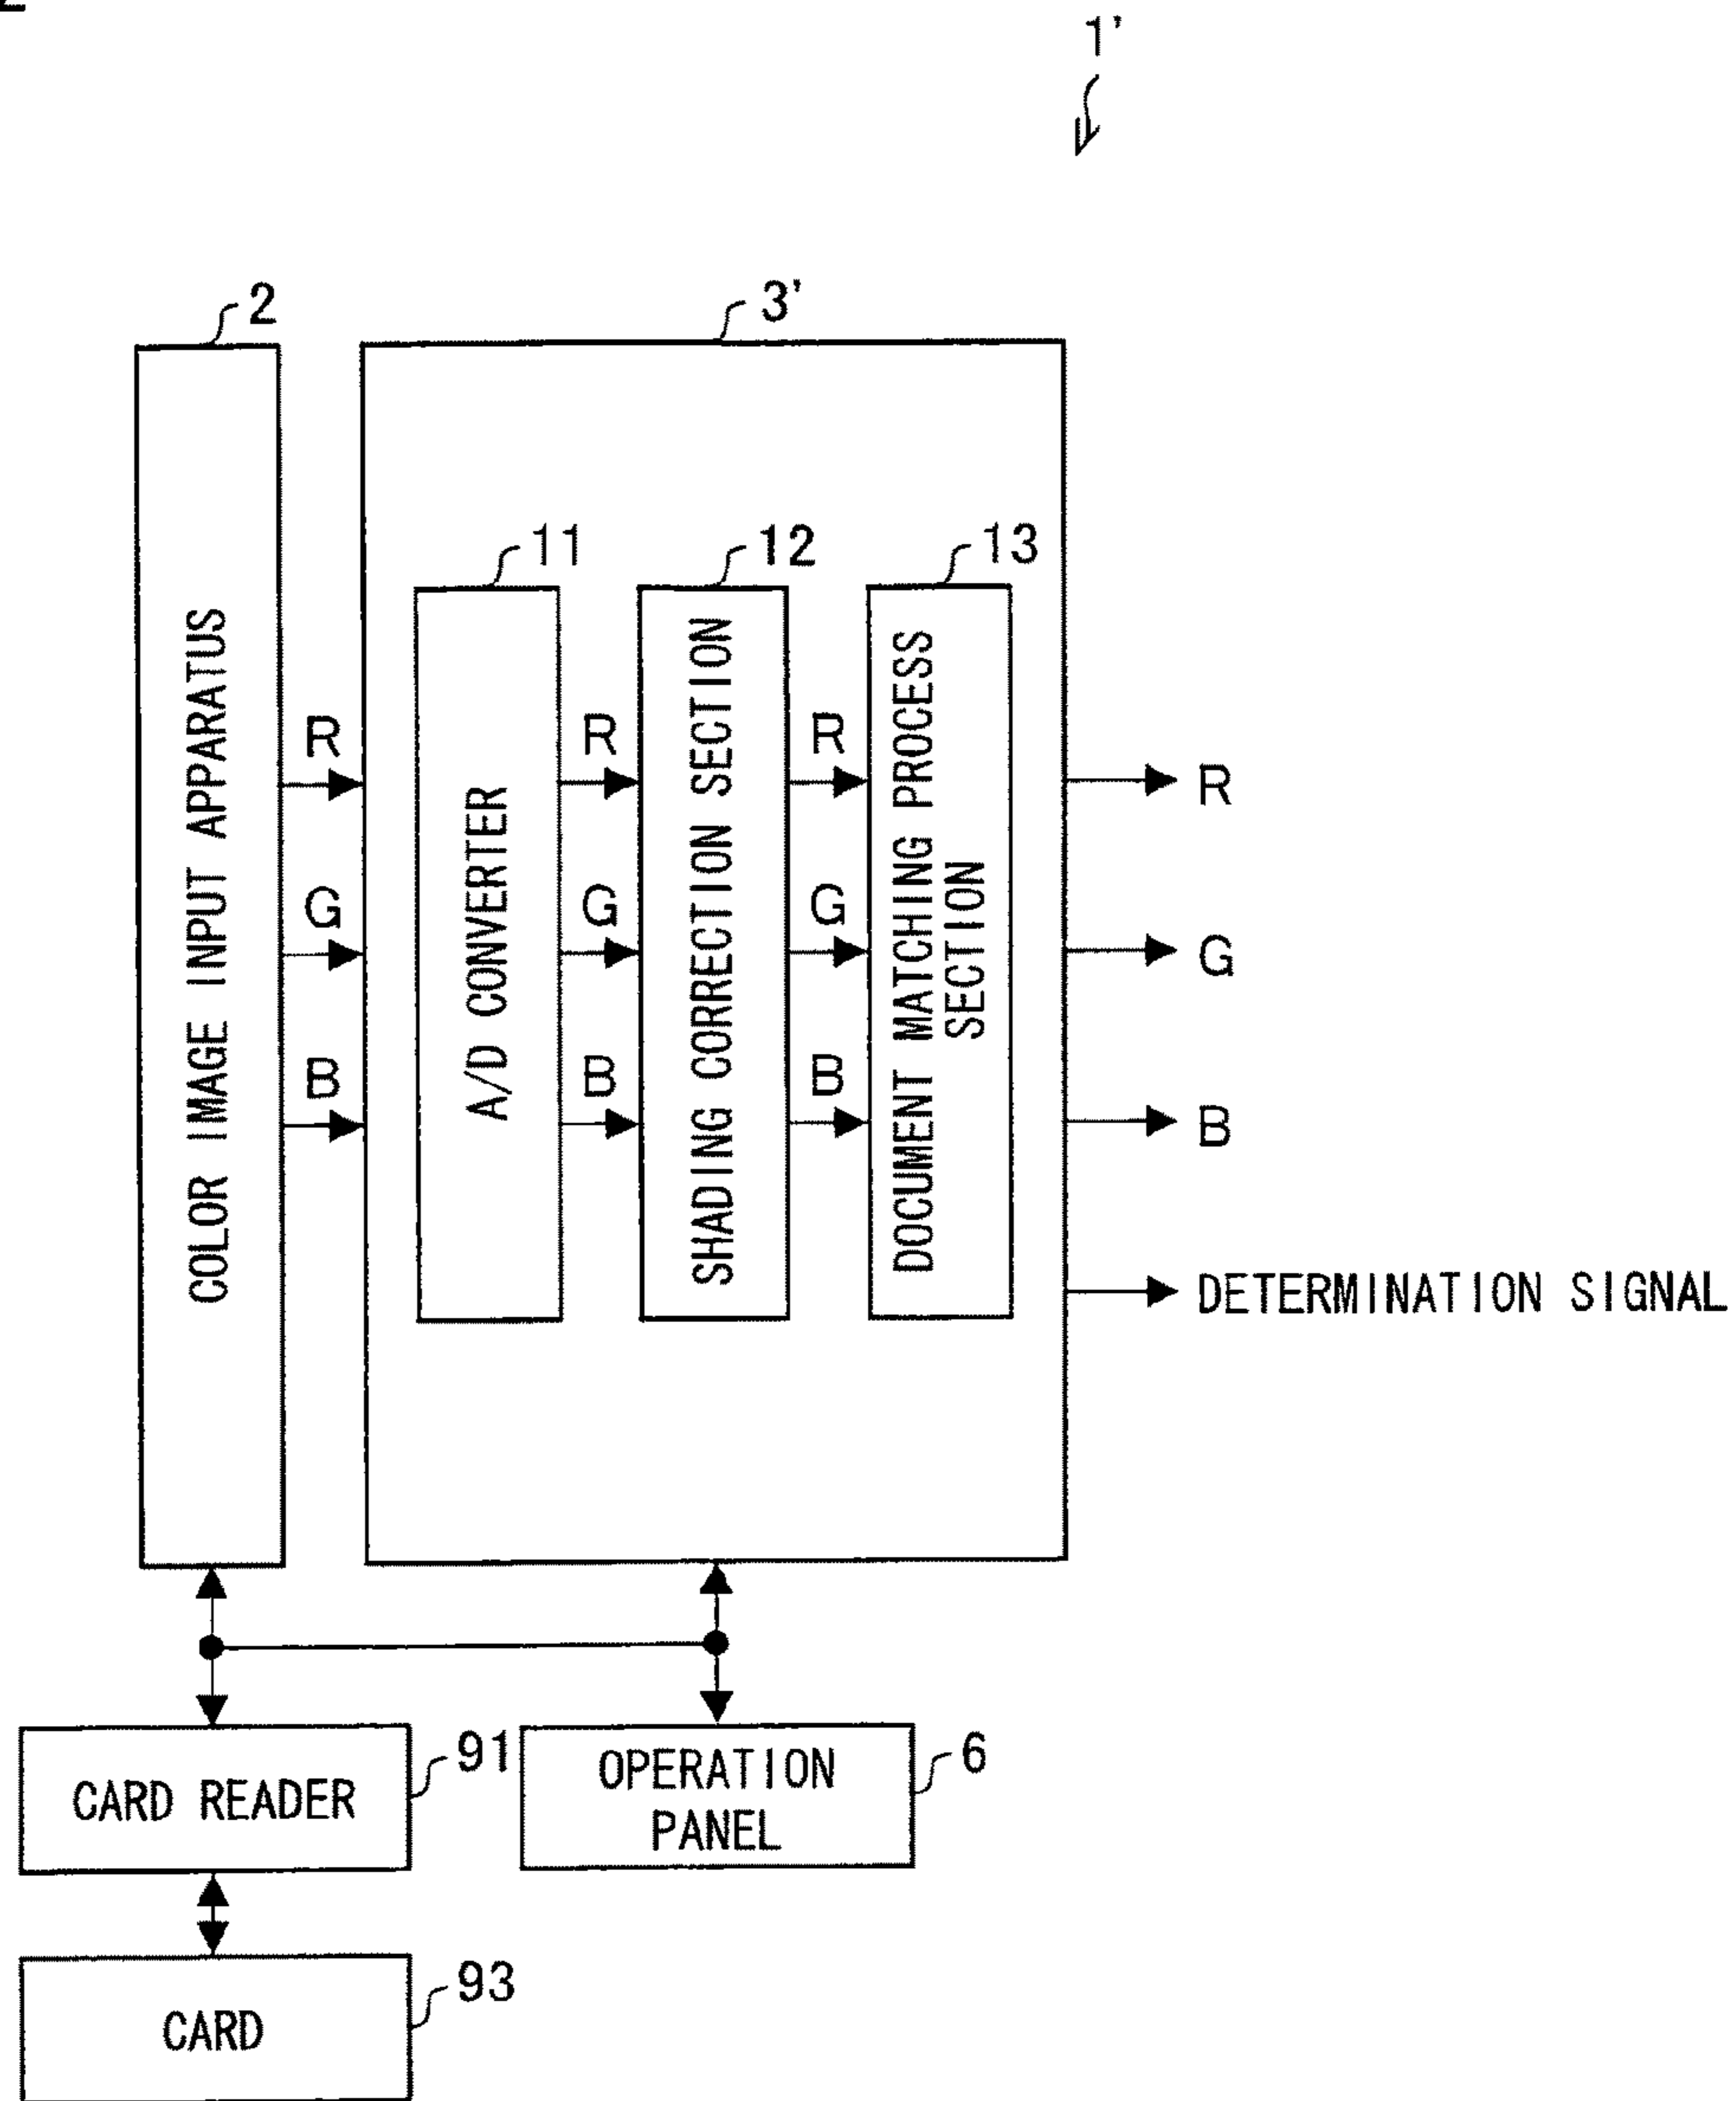 1'
2
3'
11
12
13
COLOR IMAGE INPUT APPARATUS
R
G
B
A/D CONVERTER
R
G
B
SHADING CORRECTION SECTION
R
G
B
DOCUMENT MATCHING PROCESS
SECTION
R
G
B
DETERMINATION SIGNAL
CARD READER
91
OPERATION
PANEL
6
CARD
93